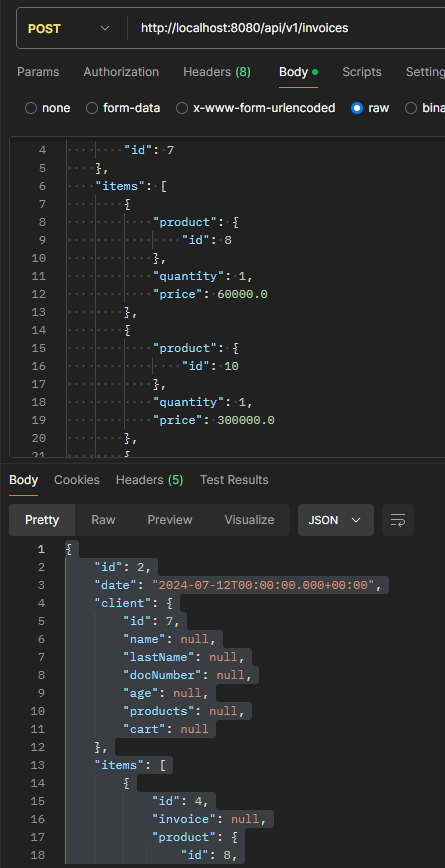 POST http://localhost:8080/api/v1/invoices
Params Authorization Headers (8) Body Scripts Setting
none form-data x-www-form-urlencoded raw bina
4 "id": 7
5 },
6 "items": [
7 {
8 "product": {
9 "id": 8
10 },
11 "quantity": 1,
12 "price": 60000.0
13 },
14 {
15 "product": {
16 "id": 10
17 },
18 "quantity": 1,
19 "price": 300000.0
20 },
21 {
Body Cookies Headers (5) Test Results
Pretty Raw Preview Visualize JSON
1 {
2 "id": 2,
3 "date": "2024-07-12T00:00:00.000+00:00",
4 "client": {
5 "id": 7,
6 "name": null,
7 "lastName": null,
8 "docNumber": null,
9 "age": null,
10 "products": null,
11 "cart": null
12 },
13 "items": [
14 {
15 "id": 4,
16 "invoice": null,
17 "product": {
18 "id": 8,